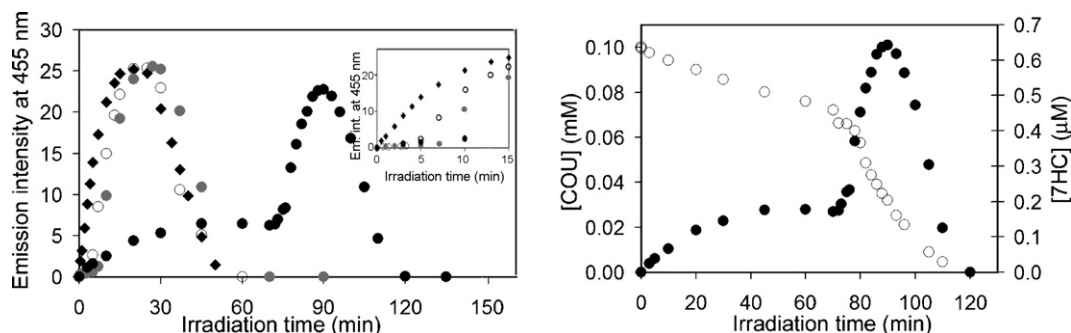 Emission intensity at 455 nm
30
25
20
15
10
5
0
0 30 60 90 120 150
Irradiation time (min)
Em. int. at 455 nm
20
10
0
0 5 10 15
Irradiation time (min)
[COU] (mM)
0.10
0.08
0.06
0.04
0.02
0.00
0 20 40 60 80 100 120
Irradiation time (min)
0.7
0.6
0.5
0.4
0.3
0.2
0.1
0.0
[7HC] (μM)